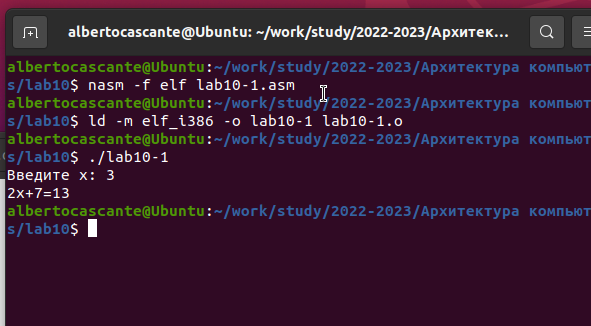 albertocascante@Ubuntu: ~/work/study/2022-2023/Архитек…
albertocascante@Ubuntu:~/work/study/2022-2023/Архитектура компьют
s/lab10$ nasm -f elf lab10-1.asm
albertocascante@Ubuntu:~/work/study/2022-2023/Архитектура компьют
s/lab10$ ld -m elf_i386 -o lab10-1 lab10-1.o
albertocascante@Ubuntu:~/work/study/2022-2023/Архитектура компьют
s/lab10$ ./lab10-1
Введите x: 3
2x+7=13
albertocascante@Ubuntu:~/work/study/2022-2023/Архитектура компьют
s/lab10$